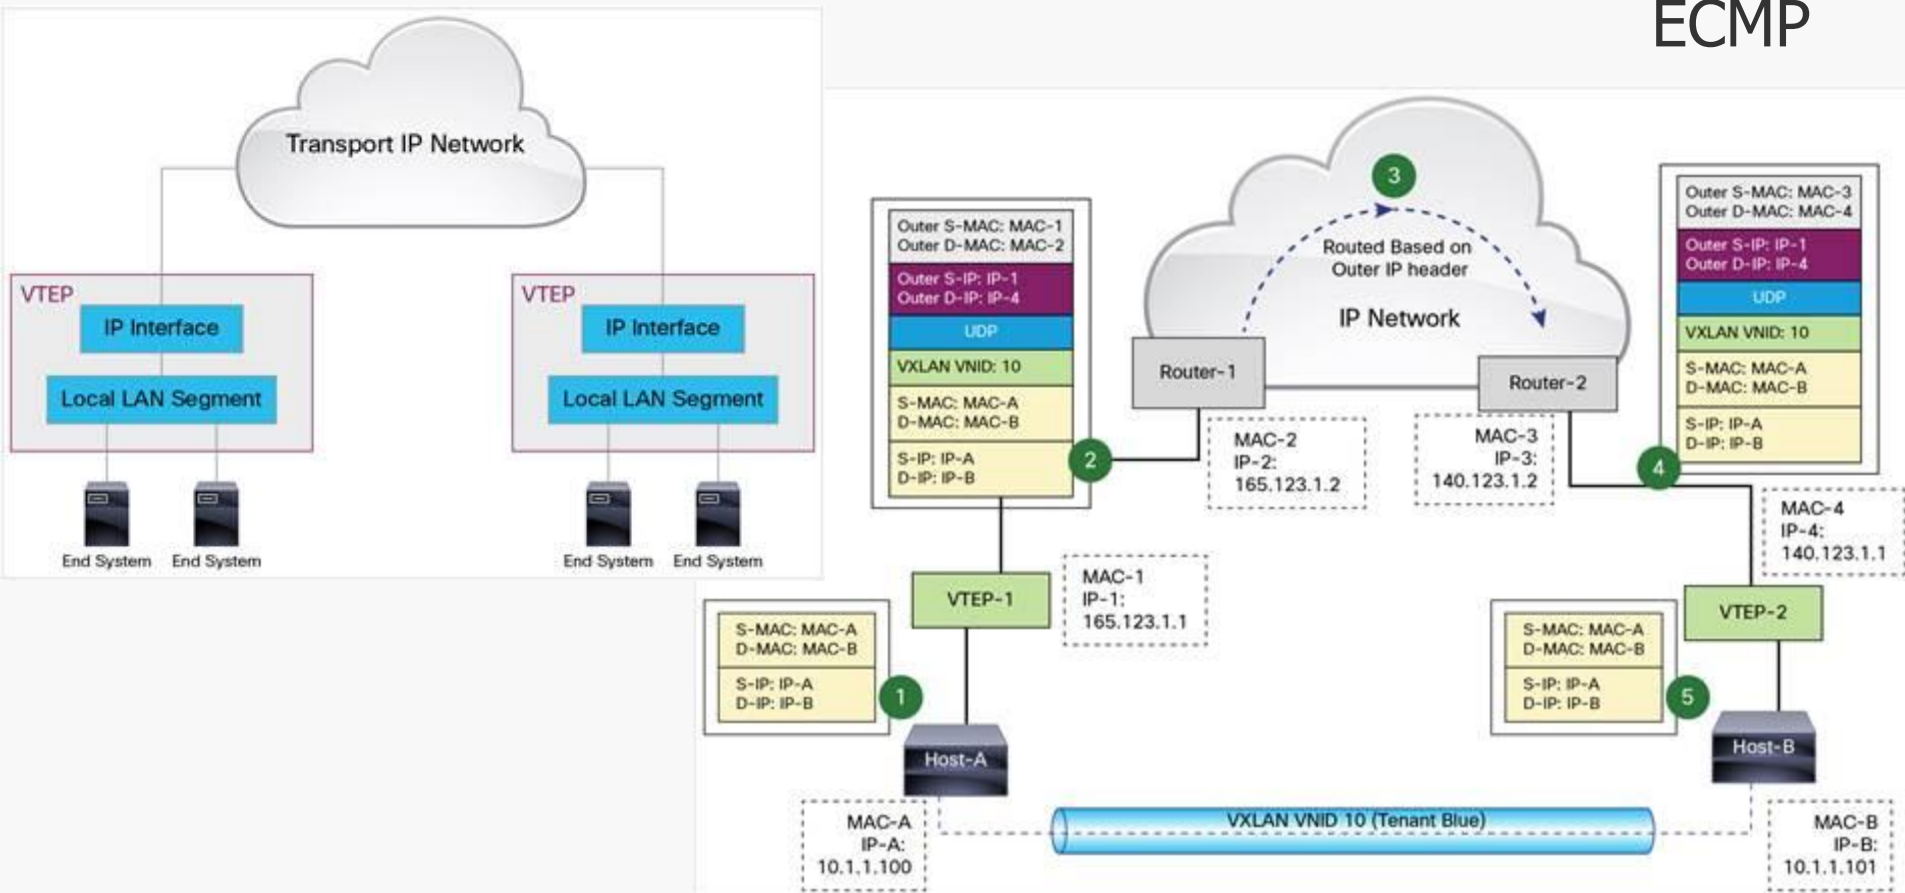 ECMP
Transport IP Network
VTEP
IP Interface
Local LAN Segment
End System
End System
VTEP
IP Interface
Local LAN Segment
End System
End System
Outer S-MAC: MAC-1
Outer D-MAC: MAC-2
Outer S-IP: IP-1
Outer D-IP: IP-4
UDP
VXLAN VNID: 10
S-MAC: MAC-A
D-MAC: MAC-B
S-IP: IP-A
D-IP: IP-B
2
3
Routed Based on
Outer IP header
IP Network
Router-1
Router-2
MAC-2
IP-2:
165.123.1.2
MAC-3
IP-3:
140.123.1.2
Outer S-MAC: MAC-3
Outer D-MAC: MAC-4
Outer S-IP: IP-1
Outer D-IP: IP-4
UDP
VXLAN VNID: 10
S-MAC: MAC-A
D-MAC: MAC-B
S-IP: IP-A
D-IP: IP-B
4
MAC-4
IP-4:
140.123.1.1
VTEP-1
MAC-1
IP-1:
165.123.1.1
VTEP-2
S-MAC: MAC-A
D-MAC: MAC-B
S-IP: IP-A
D-IP: IP-B
1
Host-A
S-MAC: MAC-A
D-MAC: MAC-B
S-IP: IP-A
D-IP: IP-B
5
Host-B
MAC-A
IP-A:
10.1.1.100
VXLAN VNID 10 (Tenant Blue)
MAC-B
IP-B:
10.1.1.101